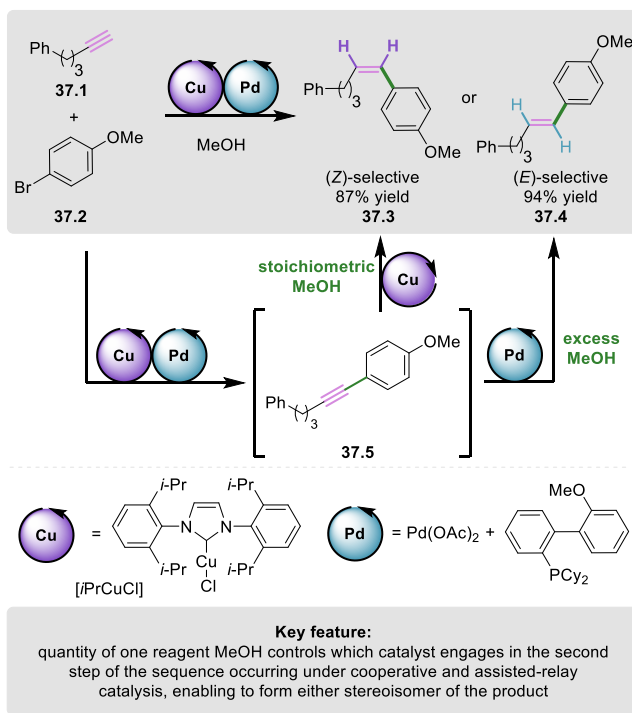 Ph
3
37.1
+
OMe
Br
37.2
Cu Pd
MeOH
H H
Ph
3
OMe
(Z)-selective
87% yield
37.3
or
OMe
H
Ph
3
H
(E)-selective
94% yield
37.4
stoichiometric
MeOH
Cu
Cu Pd
OMe
Ph
3
37.5
Pd
excess
MeOH
Cu
=
i-Pr i-Pr
N N
i-Pr i-Pr
Cu
Cl
[iPrCuCl]
Pd
= Pd(OAc)2 +
MeO
PCy2
Key feature:
quantity of one reagent MeOH controls which catalyst engages in the second
step of the sequence occurring under cooperative and assisted-relay
catalysis, enabling to form either stereoisomer of the product